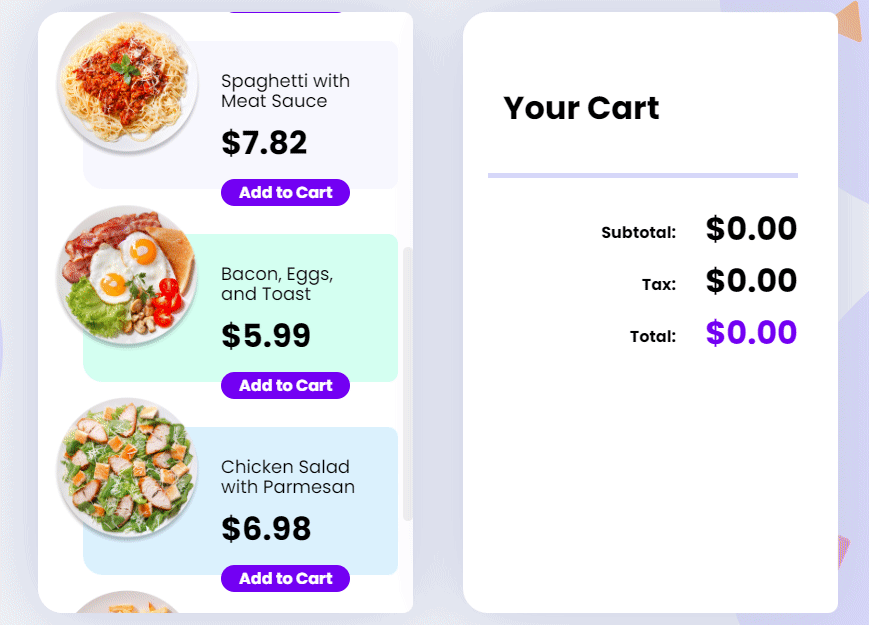 Spaghetti with
Meat Sauce
$7.82
Add to Cart
Bacon, Eggs,
and Toast
$5.99
Add to Cart
Chicken Salad
with Parmesan
$6.98
Add to Cart
Your Cart
Subtotal: $0.00
Tax: $0.00
Total: $0.00